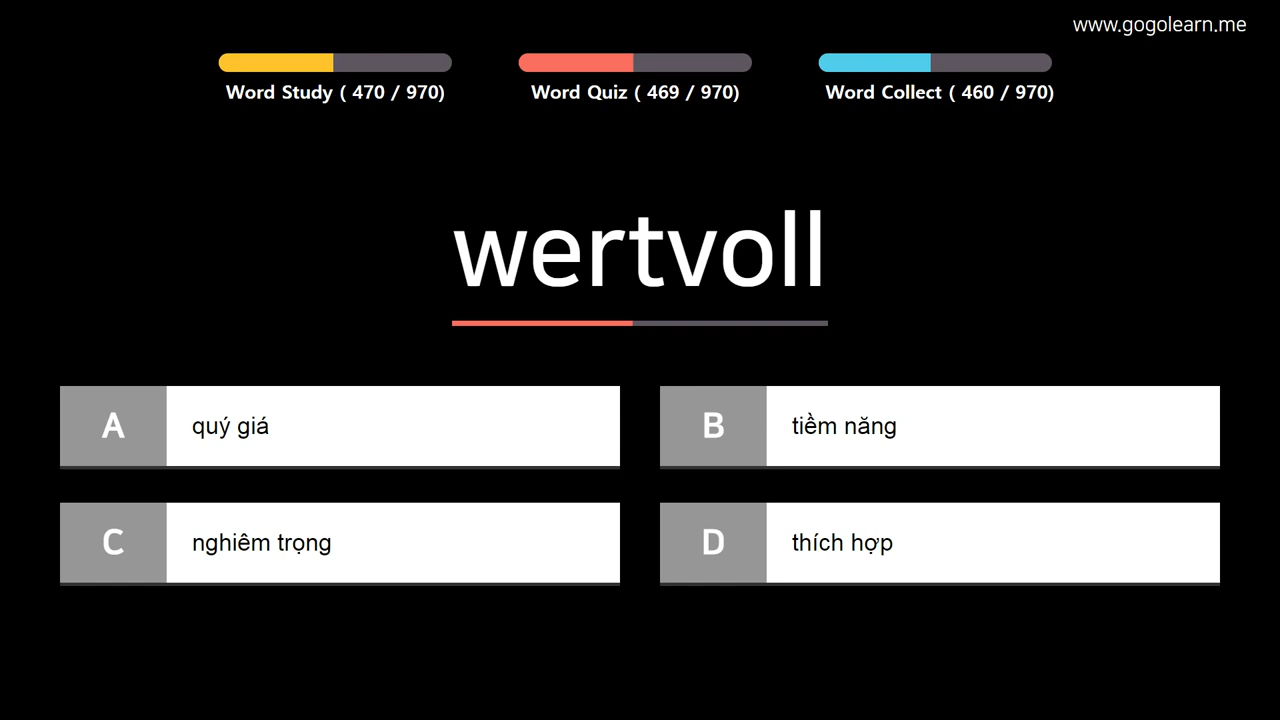 www.gogolearn.me
Word Study ( 470 / 970)
Word Quiz ( 469 / 970)
Word Collect ( 460 / 970)
wertvoll
A quý giá
B tiềm năng
C nghiêm trọng
D thích hợp